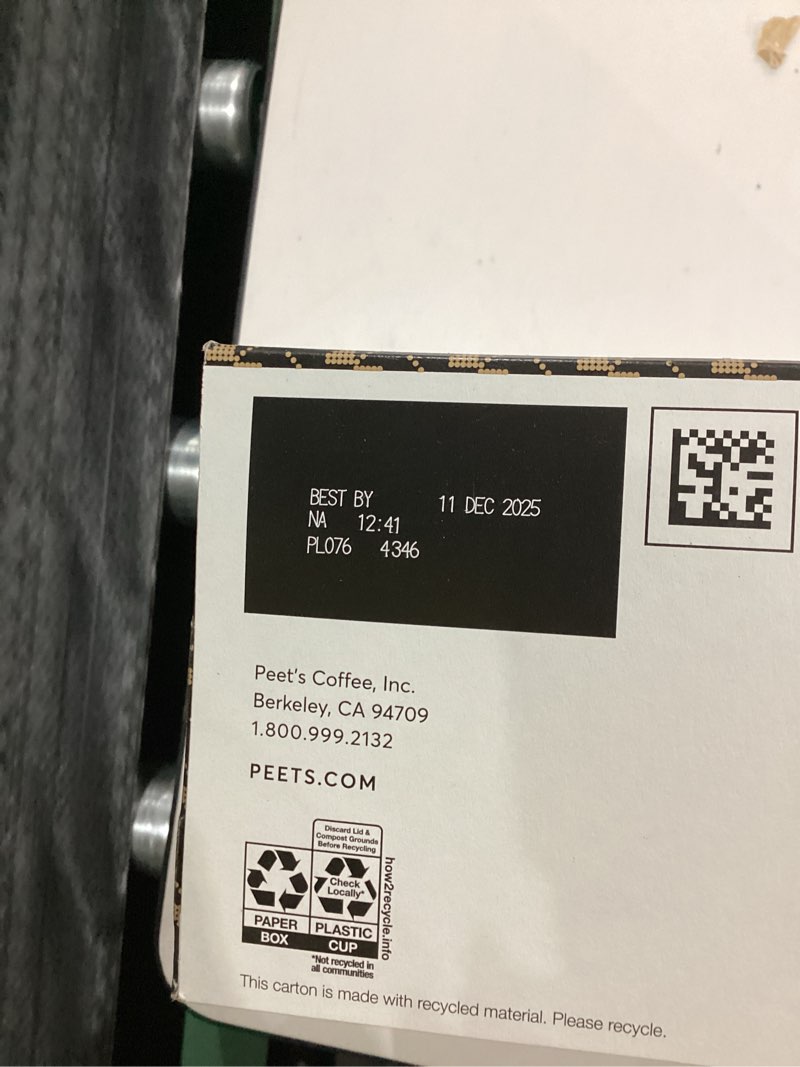 BEST BY 11 DEC 2025
NA 12:41
PL076 4346
Peet's Coffee, Inc.
Berkeley, CA 94709
1.800.999.2132
PEETS.COM
Discard Lid &
Compost Grounds
Before Recycling
Check
Locally*
PAPER
BOX
PLASTIC
CUP
*Not recycled in
all communities
how2recycle.info
This carton is made with recycled material. Please recycle.